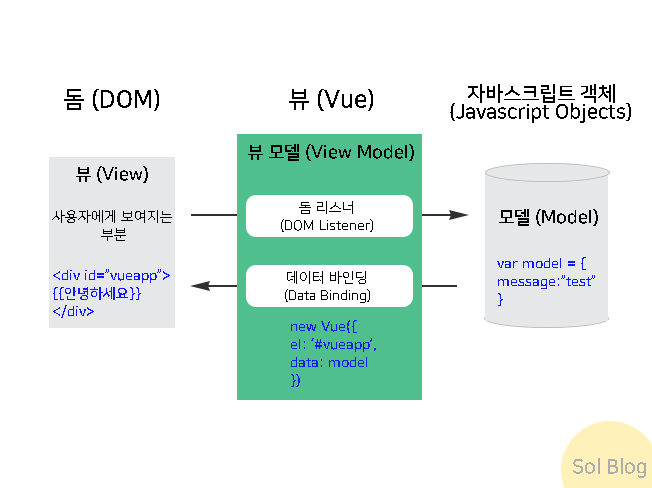 돔 (DOM)
뷰 (Vue)
자바스크립트 객체
(Javascript Objects)
뷰 (View)
사용자에게 보여지는
부분
<div id="vueapp">
{{안녕하세요}}
</div>
뷰 모델 (View Model)
돔 리스너
(DOM Listener)
데이터 바인딩
(Data Binding)
new Vue({
el: ‘#vueapp’,
data: model
})
모델 (Model)
var model = {
message:"test"
}
Sol Blog